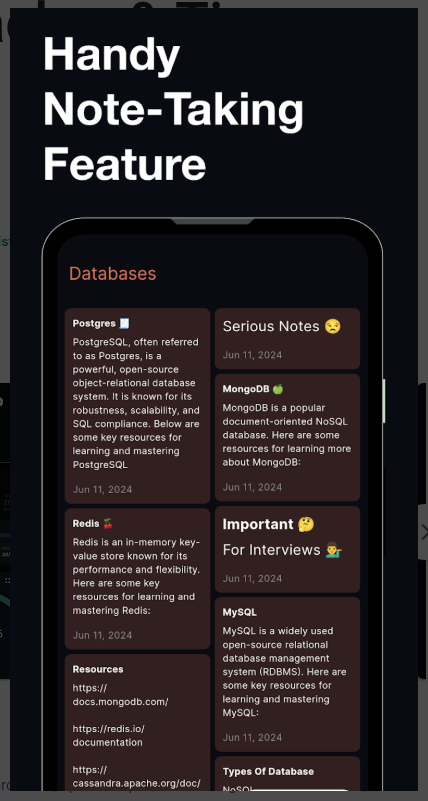 Handy
Note-Taking
Feature
Databases
Postgres 🧾
PostgreSQL, often referred
to as Postgres, is a
powerful, open-source
object-relational database
system. It is known for its
robustness, scalability, and
SQL compliance. Below are
some key resources for
learning and mastering
PostgreSQL
Jun 11, 2024
Redis 🍒
Redis is an in-memory key-
value store known for its
performance and flexibility.
Here are some key
resources for learning and
mastering Redis:
Jun 11, 2024
Resources
https://
docs.mongodb.com/
https://redis.io/
documentation
https://
cassandra.apache.org/doc/
Serious Notes 😒
Jun 11, 2024
MongoDB 🍏
MongoDB is a popular
document-oriented NoSQL
database. Here are some
resources for learning more
about MongoDB:
Jun 11, 2024
Important 🤔
For Interviews 💁‍♂️
Jun 11, 2024
MySQL
MySQL is a widely used
open-source relational
database management
system (RDBMS). Here are
some key resources for
learning and mastering
MySQL:
Jun 11, 2024
Types Of Database
NoSQL